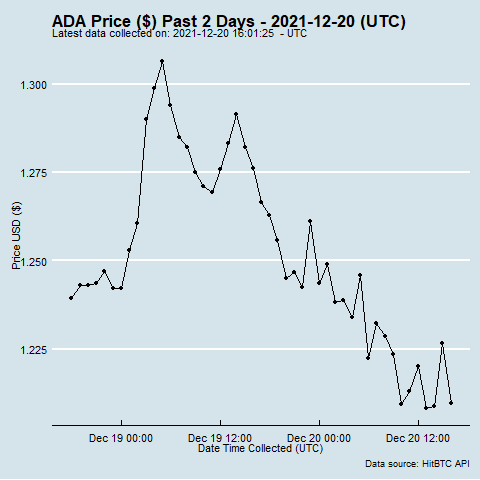 ADA Price ($) Past 2 Days - 2021-12-20 (UTC)
Latest data collected on: 2021-12-20 16:01:25  - UTC
1.300
1.275
1.250
1.225
Price USD ($)
Dec 19 00:00
Dec 19 12:00
Dec 20 00:00
Dec 20 12:00
Date Time Collected (UTC)
Data source: HitBTC API